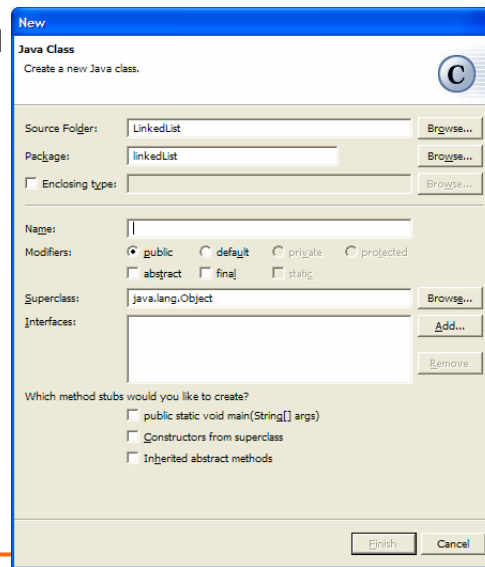 New
Java Class
Create a new Java class.
C
Source Folder: LinkedList Browse...
Package: linkedList Browse...
Enclosing type: Browse...
Name:
Modifiers: public default private protected
abstract final static
Superclass: java.lang.Object Browse...
Interfaces: Add...
Remove
Which method stubs would you like to create?
public static void main(String[] args)
Constructors from superclass
Inherited abstract methods
Finish Cancel